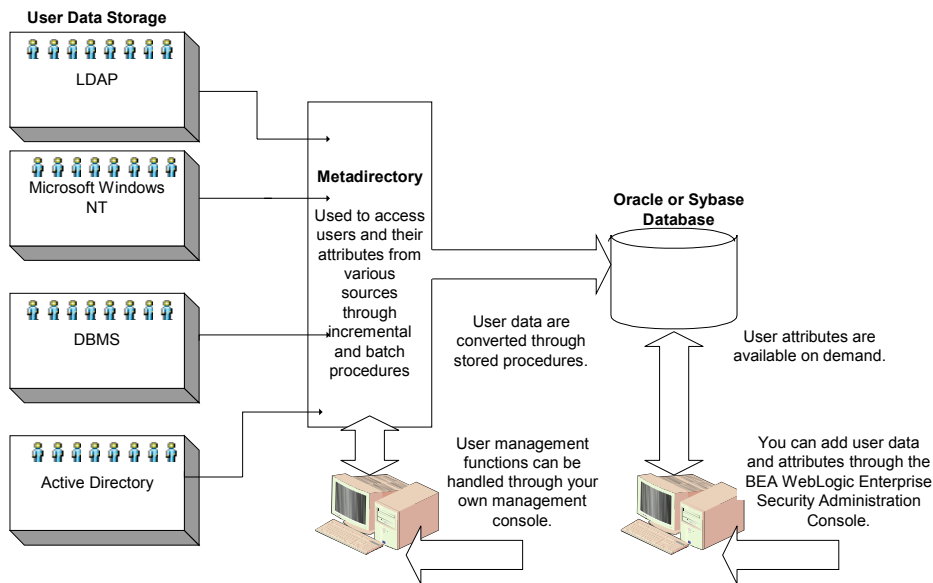 User Data Storage
LDAP
Microsoft Windows
NT
DBMS
Active Directory
Metadirectory
Used to access
users and their
attributes from
various
sources
through
incremental
and batch
procedures
Oracle or Sybase
Database
User data are
converted through
stored procedures.
User attributes are
available on demand.
User management
functions can be
handled through your
own management
console.
You can add user data
and attributes through the
BEA WebLogic Enterprise
Security Administration
Console.